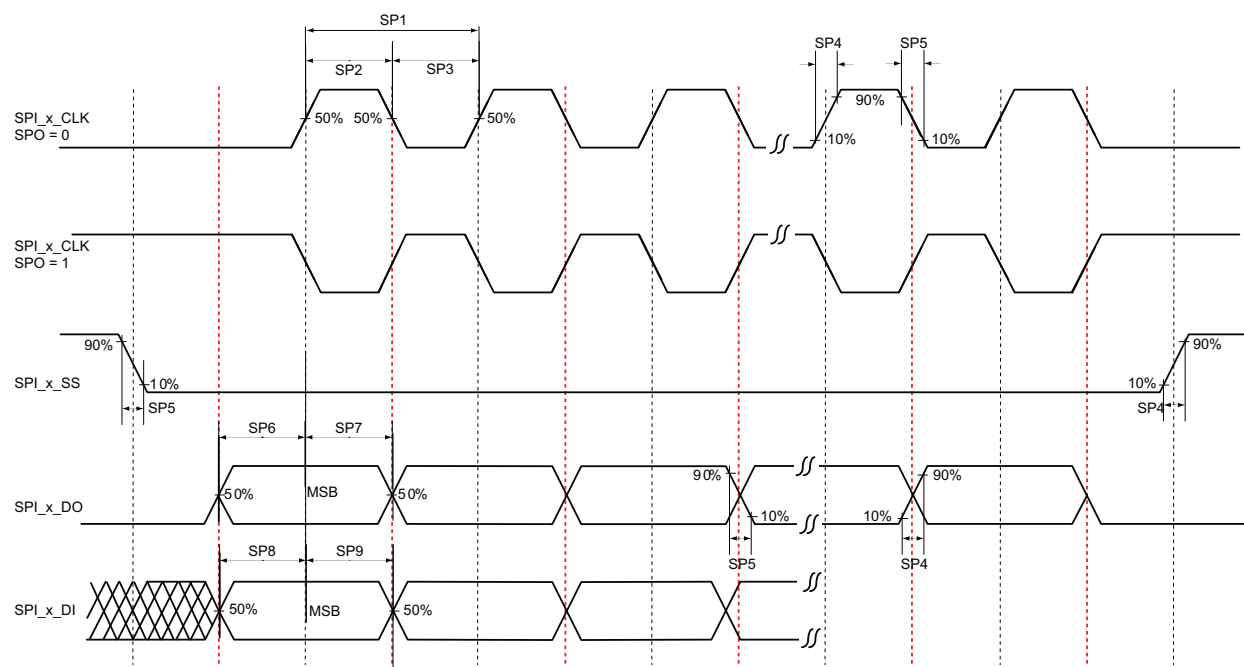 SP1
SP4 SP5
SP2 SP3
SPI_x_CLK
SPO = 0
50% 50% 50%
90%
10% 10%
SPI_x_CLK
SPO = 1
90% 90%
SPI_x_SS
10% 10%
SP5 SP4
SP6 SP7
90% 90%
50% MSB 50%
SPI_x_DO
10% 10%
SP5 SP4
SP8 SP9
SPI_x_DI
50% MSB 50%